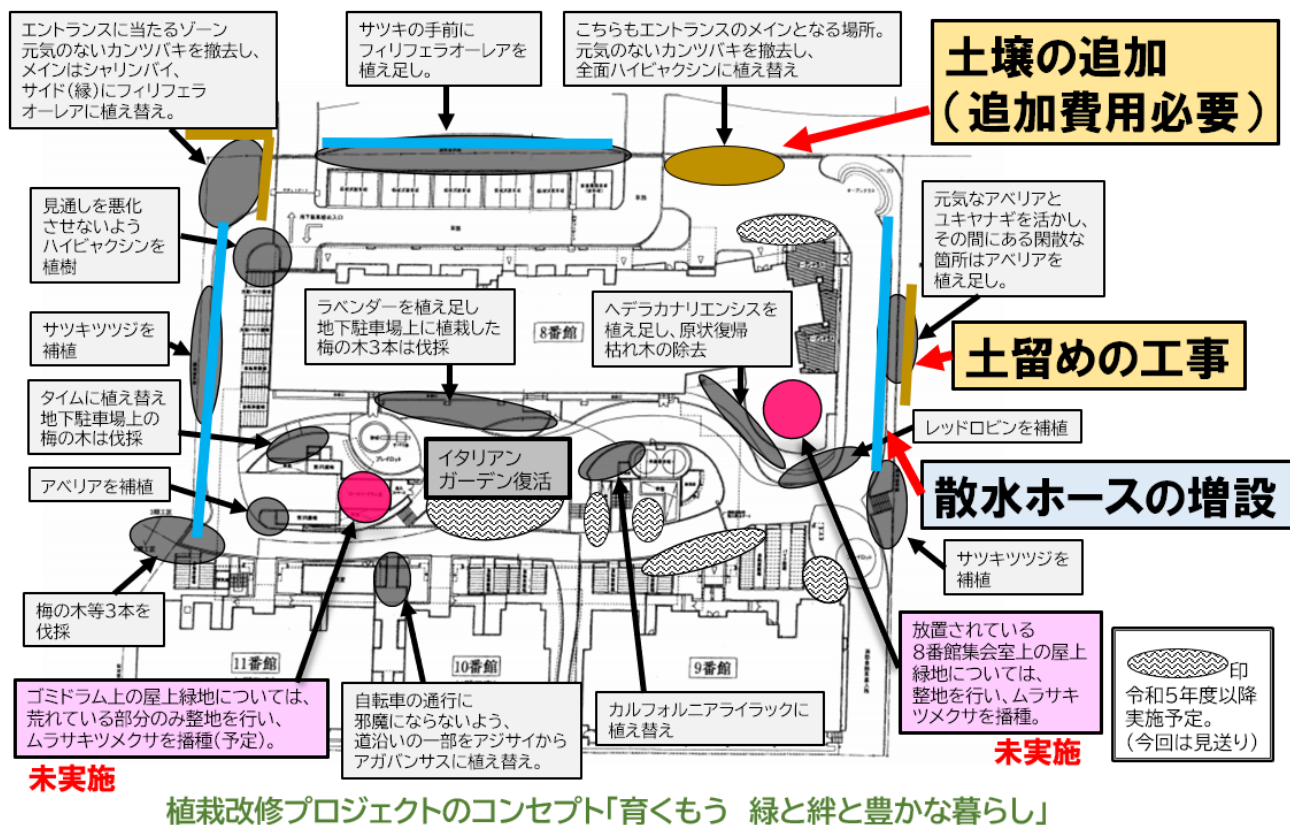 エントランスに当たるゾーン
元気のないカンツバキを撤去し、
メインはシャリンバイ、
サイド（縁）にフィリフェラ
オーレアに植え替え。
サツキの手前に
フィリフェラオーレアを
植え足し。
こちらもエントランスのメインとなる場所。
元気のないカンツバキを撤去し、
全面ハイビャクシンに植え替え
土壌の追加
（追加費用必要）
見通しを悪化
させないよう
ハイビャクシンを
植樹
元気なアベリアと
ユキヤナギを活かし、
その間にある閑散な
箇所はアベリアを
植え足し。
ラベンダーを植え足し
地下駐車場上に植栽した
梅の木3本は伐採
8番館
ヘデラカナリエンシスを
植え足し、原状復帰
枯れ木の除去
サツキツツジを
補植
土留めの工事
タイムに植え替え
地下駐車場上の
梅の木は伐採
レッドロビンを補植
イタリアン
ガーデン復活
アベリアを補植
散水ホースの増設
サツキツツジを
補植
梅の木等3本を
伐採
11番館
10番館
9番館
ゴミドラム上の屋上緑地については、
荒れている部分のみ整地を行い、
ムラサキツメクサを播種（予定）。
未実施
自転車の通行に
邪魔にならないよう、
道沿いの一部をアジサイから
アガパンサスに植え替え。
カルフォルニアライラックに
植え替え
放置されている
8番館集会室上の屋上
緑地については、
整地を行い、ムラサキ
ツメクサを播種。
未実施
印
令和5年度以降
実施予定。
（今回は見送り）
植栽改修プロジェクトのコンセプト「育くもう　緑と絆と豊かな暮らし」